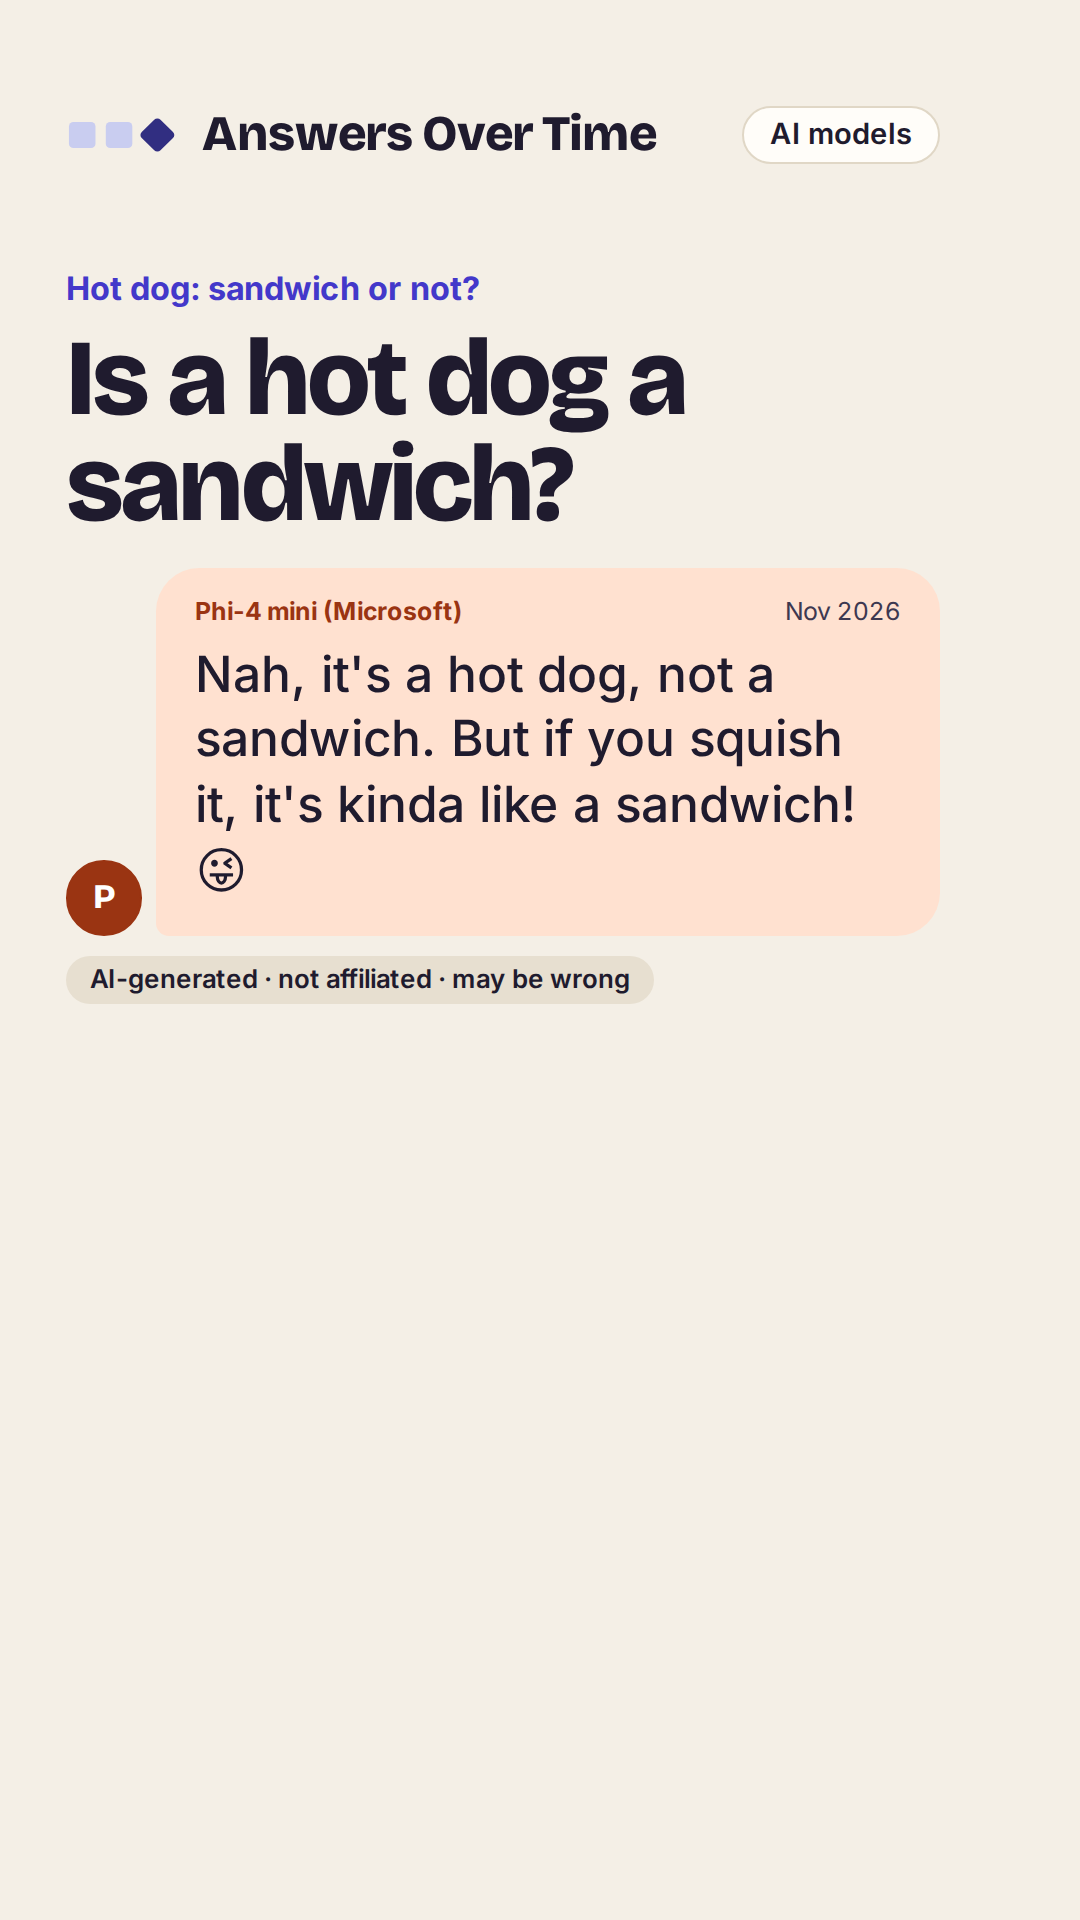 Answers Over Time
AI models
Hot dog: sandwich or not?
Is a hot dog a
sandwich?
Phi-4 mini (Microsoft)
Nov 2026
Nah, it's a hot dog, not a
sandwich. But if you squish
it, it's kinda like a sandwich!
😜
P
AI-generated · not affiliated · may be wrong